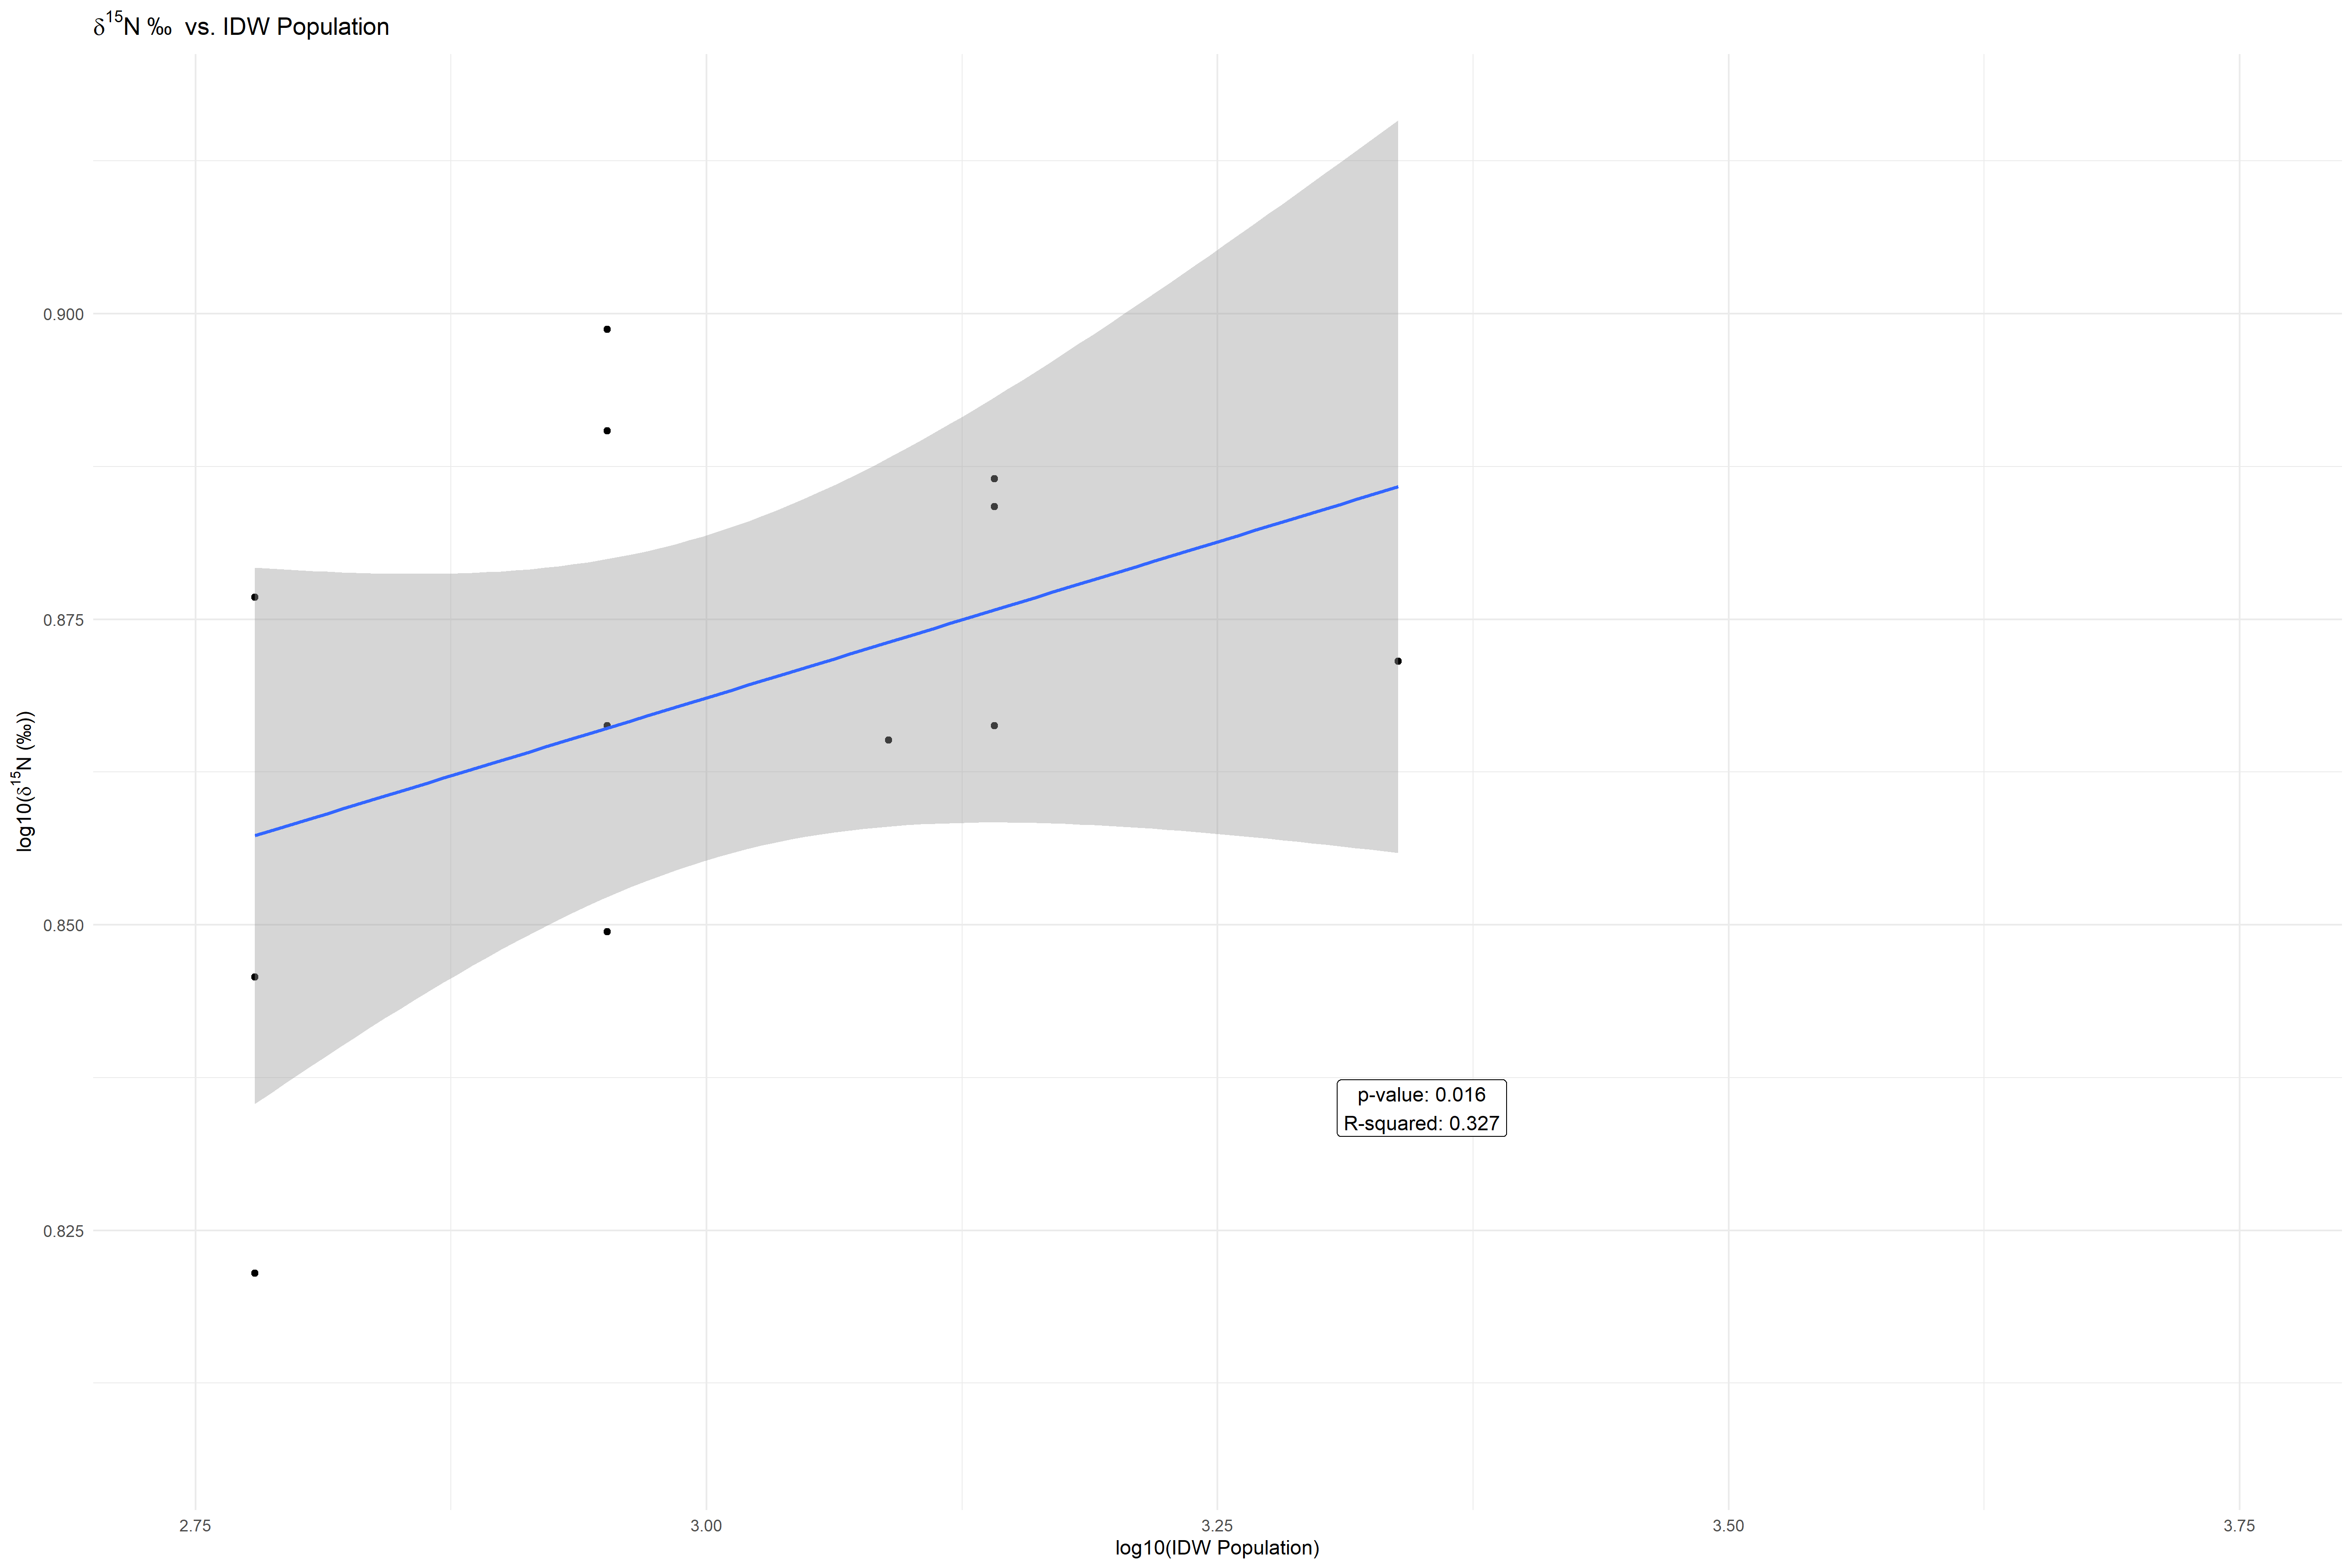 δ15N ‰ vs. IDW Population
0.900
0.875
0.850
0.825
log10(δ15N (‰))
p-value: 0.016
R-squared: 0.327
2.75 3.00 3.25 3.50 3.75
log10(IDW Population)